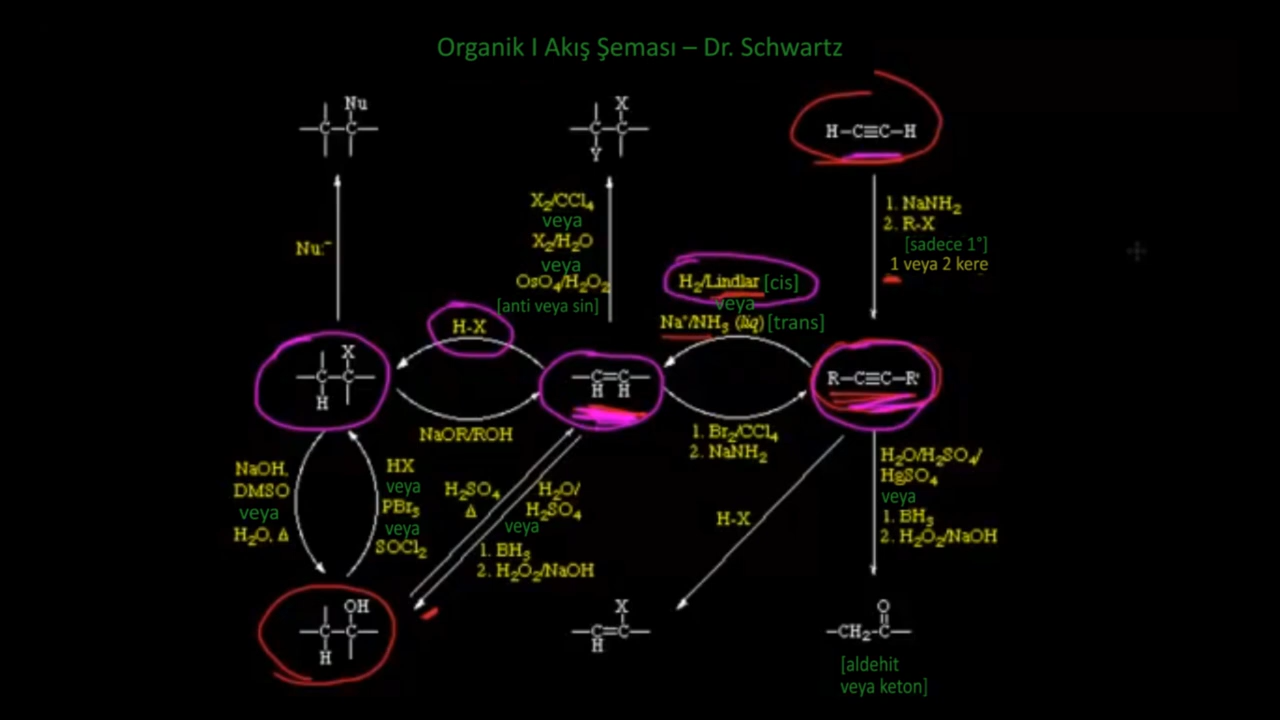 Organik I Akış Şeması – Dr. Schwartz
Nu
–C–C–
X
–C–C–
Y
H–C≡C–H
Nu:⁻
X₂/CCl₄
veya
X₂/H₂O
veya
OsO₄/H₂O₂
[anti veya sin]
1. NaNH₂
2. R-X
[sadece 1°]
1 veya 2 kere
H₂/Lindlar [cis]
veya
Na°/NH₃ (liq) [trans]
H-X
X
–C–C–
H
–C=C–
H H
R–C≡C–R'
NaOR/ROH
1. Br₂/CCl₄
2. NaNH₂
NaOH,
DMSO
veya
H₂O, Δ
HX
veya
PBr₃
veya
SOCl₂
H₂SO₄
Δ
H₂O/
H₂SO₄
veya
1. BH₃
2. H₂O₂/NaOH
H-X
H₂O/H₂SO₄/
HgSO₄
veya
1. BH₃
2. H₂O₂/NaOH
OH
–C–C–
H
X
–C=C–
H
O
–CH₂–C–
[aldehit
veya keton]